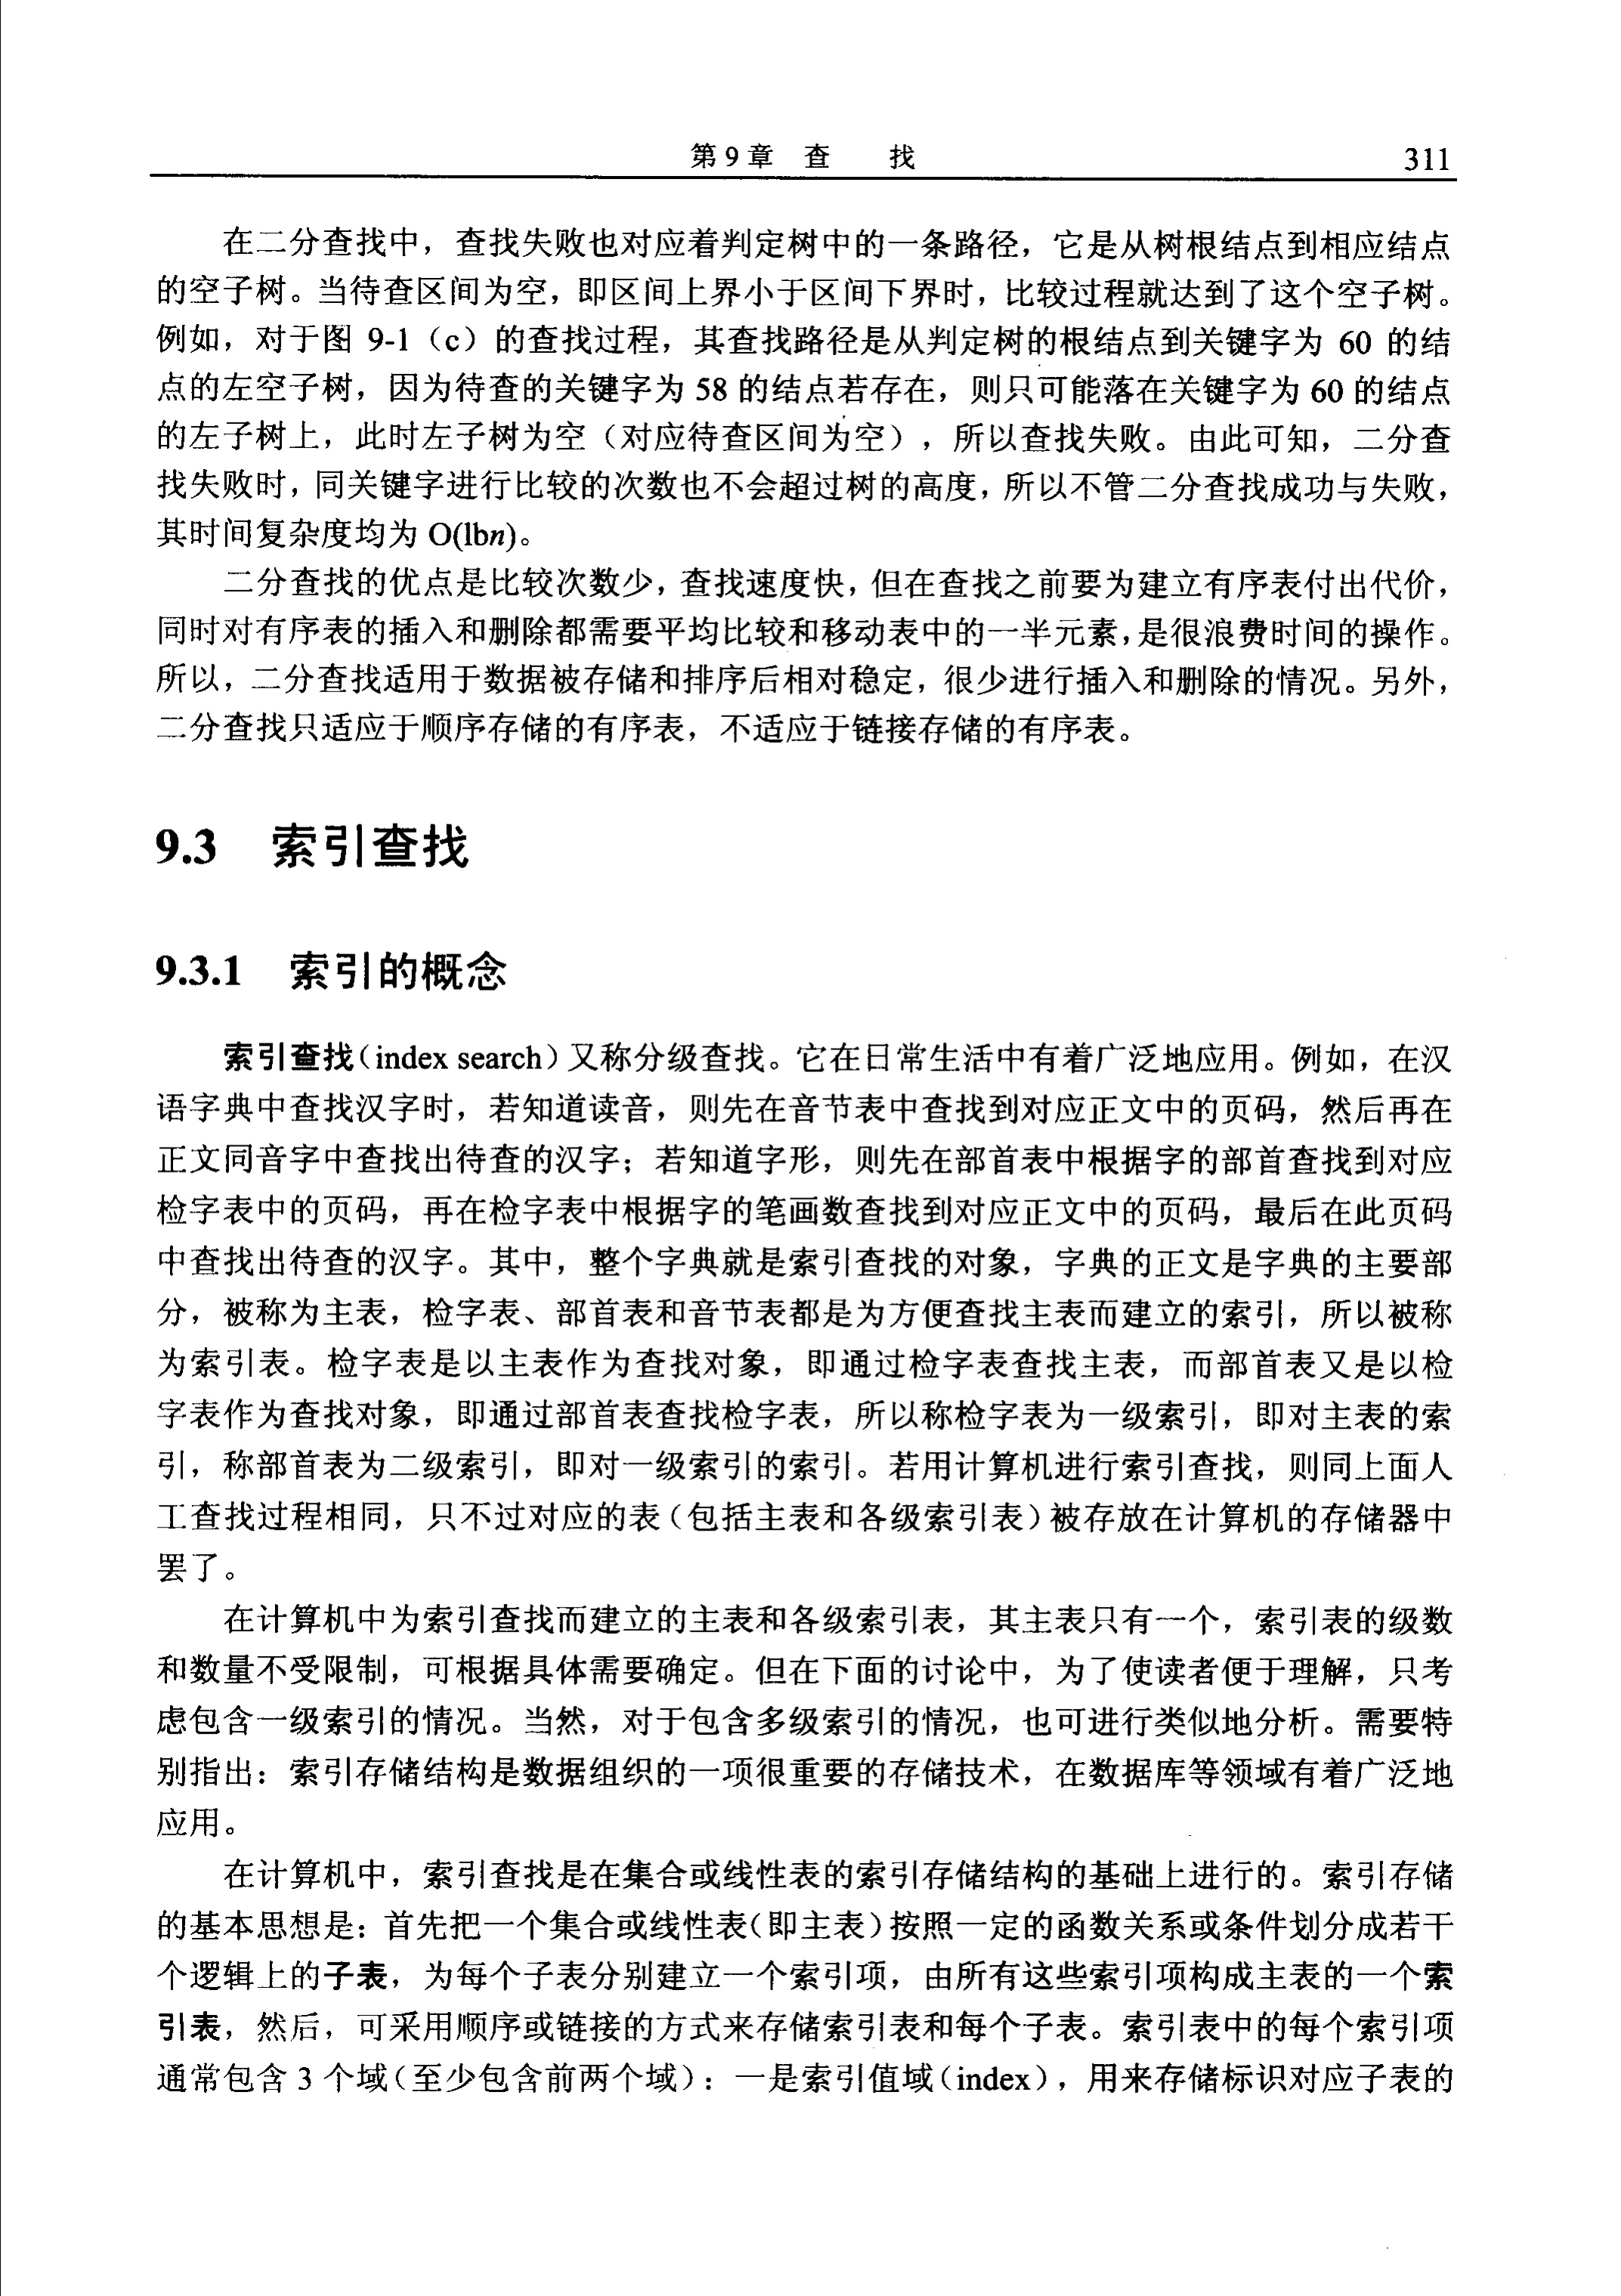 第9章 查 找 311
在二分查找中，查找失败也对应着判定树中的一条路径，它是从树根结点到相应结点
的空子树。当待查区间为空，即区间上界小于区间下界时，比较过程就达到了这个空子树。
例如，对于图 9-1（c）的查找过程，其查找路径是从判定树的根结点到关键字为 60 的结
点的左空子树，因为待查的关键字为 58 的结点若存在，则只可能落在关键字为 60 的结点
的左子树上，此时左子树为空（对应待查区间为空），所以查找失败。由此可知，二分查
找失败时，同关键字进行比较的次数也不会超过树的高度，所以不管二分查找成功与失败，
其时间复杂度均为 O(lbn)。
二分查找的优点是比较次数少，查找速度快，但在查找之前要为建立有序表付出代价，
同时对有序表的插入和删除都需要平均比较和移动表中的一半元素，是很浪费时间的操作。
所以，二分查找适用于数据被存储和排序后相对稳定，很少进行插入和删除的情况。另外，
二分查找只适应于顺序存储的有序表，不适应于链接存储的有序表。
9.3 索引查找
9.3.1 索引的概念
索引查找（index search）又称分级查找。它在日常生活中有着广泛地应用。例如，在汉
语字典中查找汉字时，若知道读音，则先在音节表中查找到对应正文中的页码，然后再在
正文同音字中查找出待查的汉字；若知道字形，则先在部首表中根据字的部首查找到对应
检字表中的页码，再在检字表中根据字的笔画数查找到对应正文中的页码，最后在此页码
中查找出待查的汉字。其中，整个字典就是索引查找的对象，字典的正文是字典的主要部
分，被称为主表，检字表、部首表和音节表都是为方便查找主表而建立的索引，所以被称
为索引表。检字表是以主表作为查找对象，即通过检字表查找主表，而部首表又是以检
字表作为查找对象，即通过部首表查找检字表，所以称检字表为一级索引，即对主表的索
引，称部首表为二级索引，即对一级索引的索引。若用计算机进行索引查找，则同上面人
工查找过程相同，只不过对应的表（包括主表和各级索引表）被存放在计算机的存储器中
罢了。
在计算机中为索引查找而建立的主表和各级索引表，其主表只有一个，索引表的级数
和数量不受限制，可根据具体需要确定。但在下面的讨论中，为了使读者便于理解，只考
虑包含一级索引的情况。当然，对于包含多级索引的情况，也可进行类似地分析。需要特
别指出：索引存储结构是数据组织的一项很重要的存储技术，在数据库等领域有着广泛地
应用。
在计算机中，索引查找是在集合或线性表的索引存储结构的基础上进行的。索引存储
的基本思想是：首先把一个集合或线性表（即主表）按照一定的函数关系或条件划分成若干
个逻辑上的子表，为每个子表分别建立一个索引项，由所有这些索引项构成主表的一个索
引表，然后，可采用顺序或链接的方式来存储索引表和每个子表。索引表中的每个索引项
通常包含 3 个域（至少包含前两个域）：一是索引值域（index），用来存储标识对应子表的